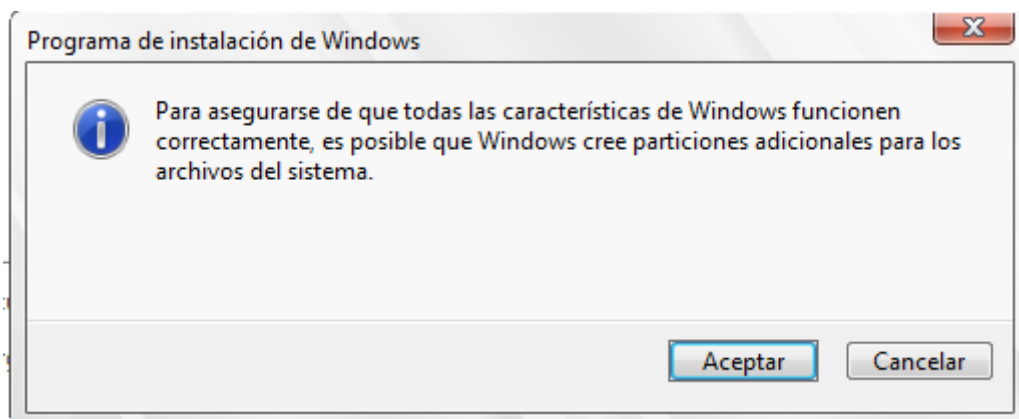 Programa de instalación de Windows
Para asegurarse de que todas las características de Windows funcionen
correctamente, es posible que Windows cree particiones adicionales para los
archivos del sistema.
Aceptar
Cancelar